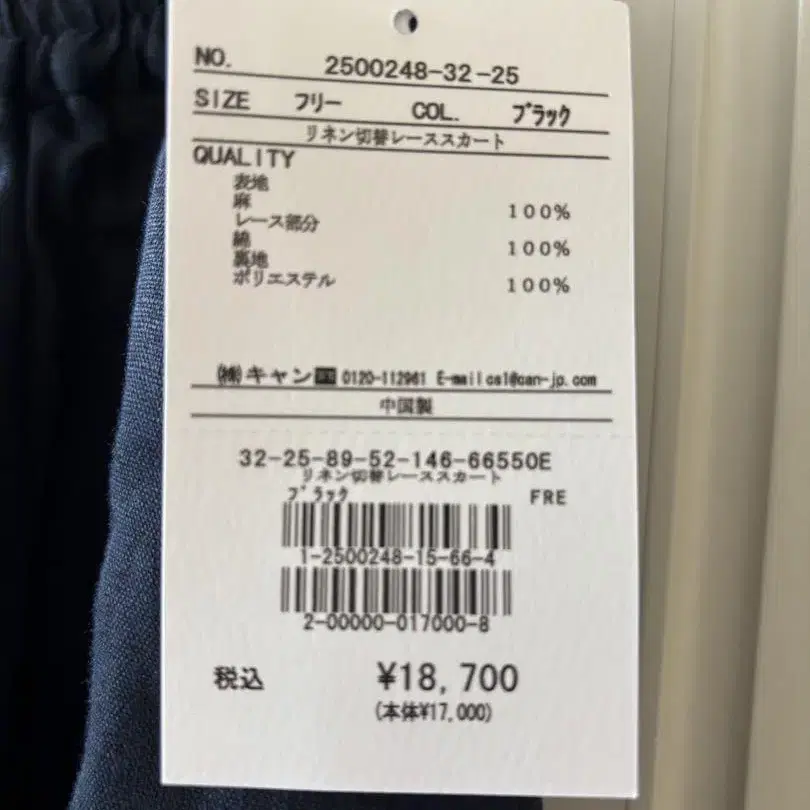 NO. 2500248-32-25
SIZE フリー COL. ブラック
リネン切替レーススカート
QUALITY
表地
麻 100%
レース部分
綿 100%
裏地
ポリエステル 100%
㈱キャン 0120-112961 E-mail cs1@can-jp.com
中国製
32-25-89-52-146-66550E
リネン切替レーススカート
ブラック FRE
1-2500248-15-66-4
2-00000-017000-8
税込 ¥18,700
(本体¥17,000)